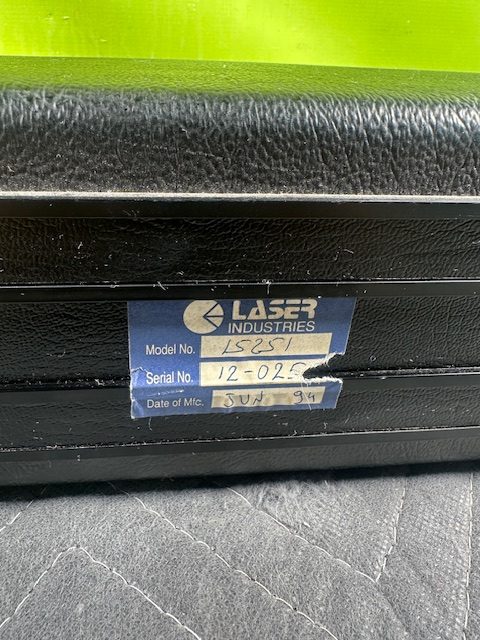 LASER
INDUSTRIES
Model No. LS251
Serial No. 12-025
Date of Mfc. JUN 94